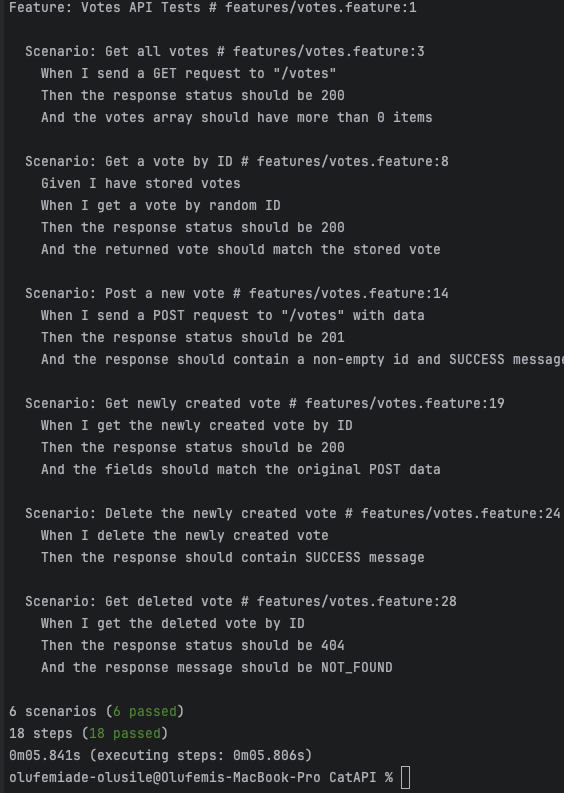 Feature: Votes API Tests # features/votes.feature:1
Scenario: Get all votes # features/votes.feature:3
When I send a GET request to "/votes"
Then the response status should be 200
And the votes array should have more than 0 items
Scenario: Get a vote by ID # features/votes.feature:8
Given I have stored votes
When I get a vote by random ID
Then the response status should be 200
And the returned vote should match the stored vote
Scenario: Post a new vote # features/votes.feature:14
When I send a POST request to "/votes" with data
Then the response status should be 201
And the response should contain a non-empty id and SUCCESS message
Scenario: Get newly created vote # features/votes.feature:19
When I get the newly created vote by ID
Then the response status should be 200
And the fields should match the original POST data
Scenario: Delete the newly created vote # features/votes.feature:24
When I delete the newly created vote
Then the response should contain SUCCESS message
Scenario: Get deleted vote # features/votes.feature:28
When I get the deleted vote by ID
Then the response status should be 404
And the response message should be NOT_FOUND
6 scenarios (6 passed)
18 steps (18 passed)
0m05.841s (executing steps: 0m05.806s)
olufemiade-olusile@Olufemis-MacBook-Pro CatAPI %